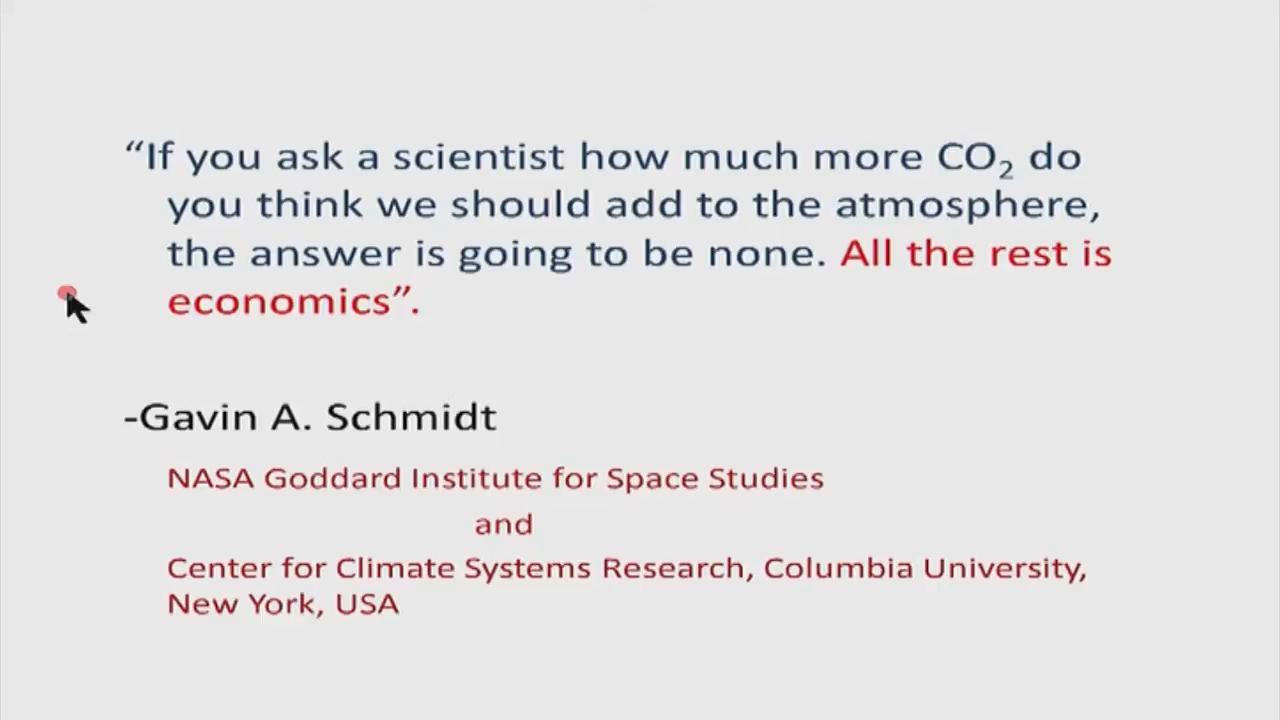 “If you ask a scientist how much more CO₂ do
you think we should add to the atmosphere,
the answer is going to be none. All the rest is
economics”.
-Gavin A. Schmidt
NASA Goddard Institute for Space Studies
and
Center for Climate Systems Research, Columbia University,
New York, USA